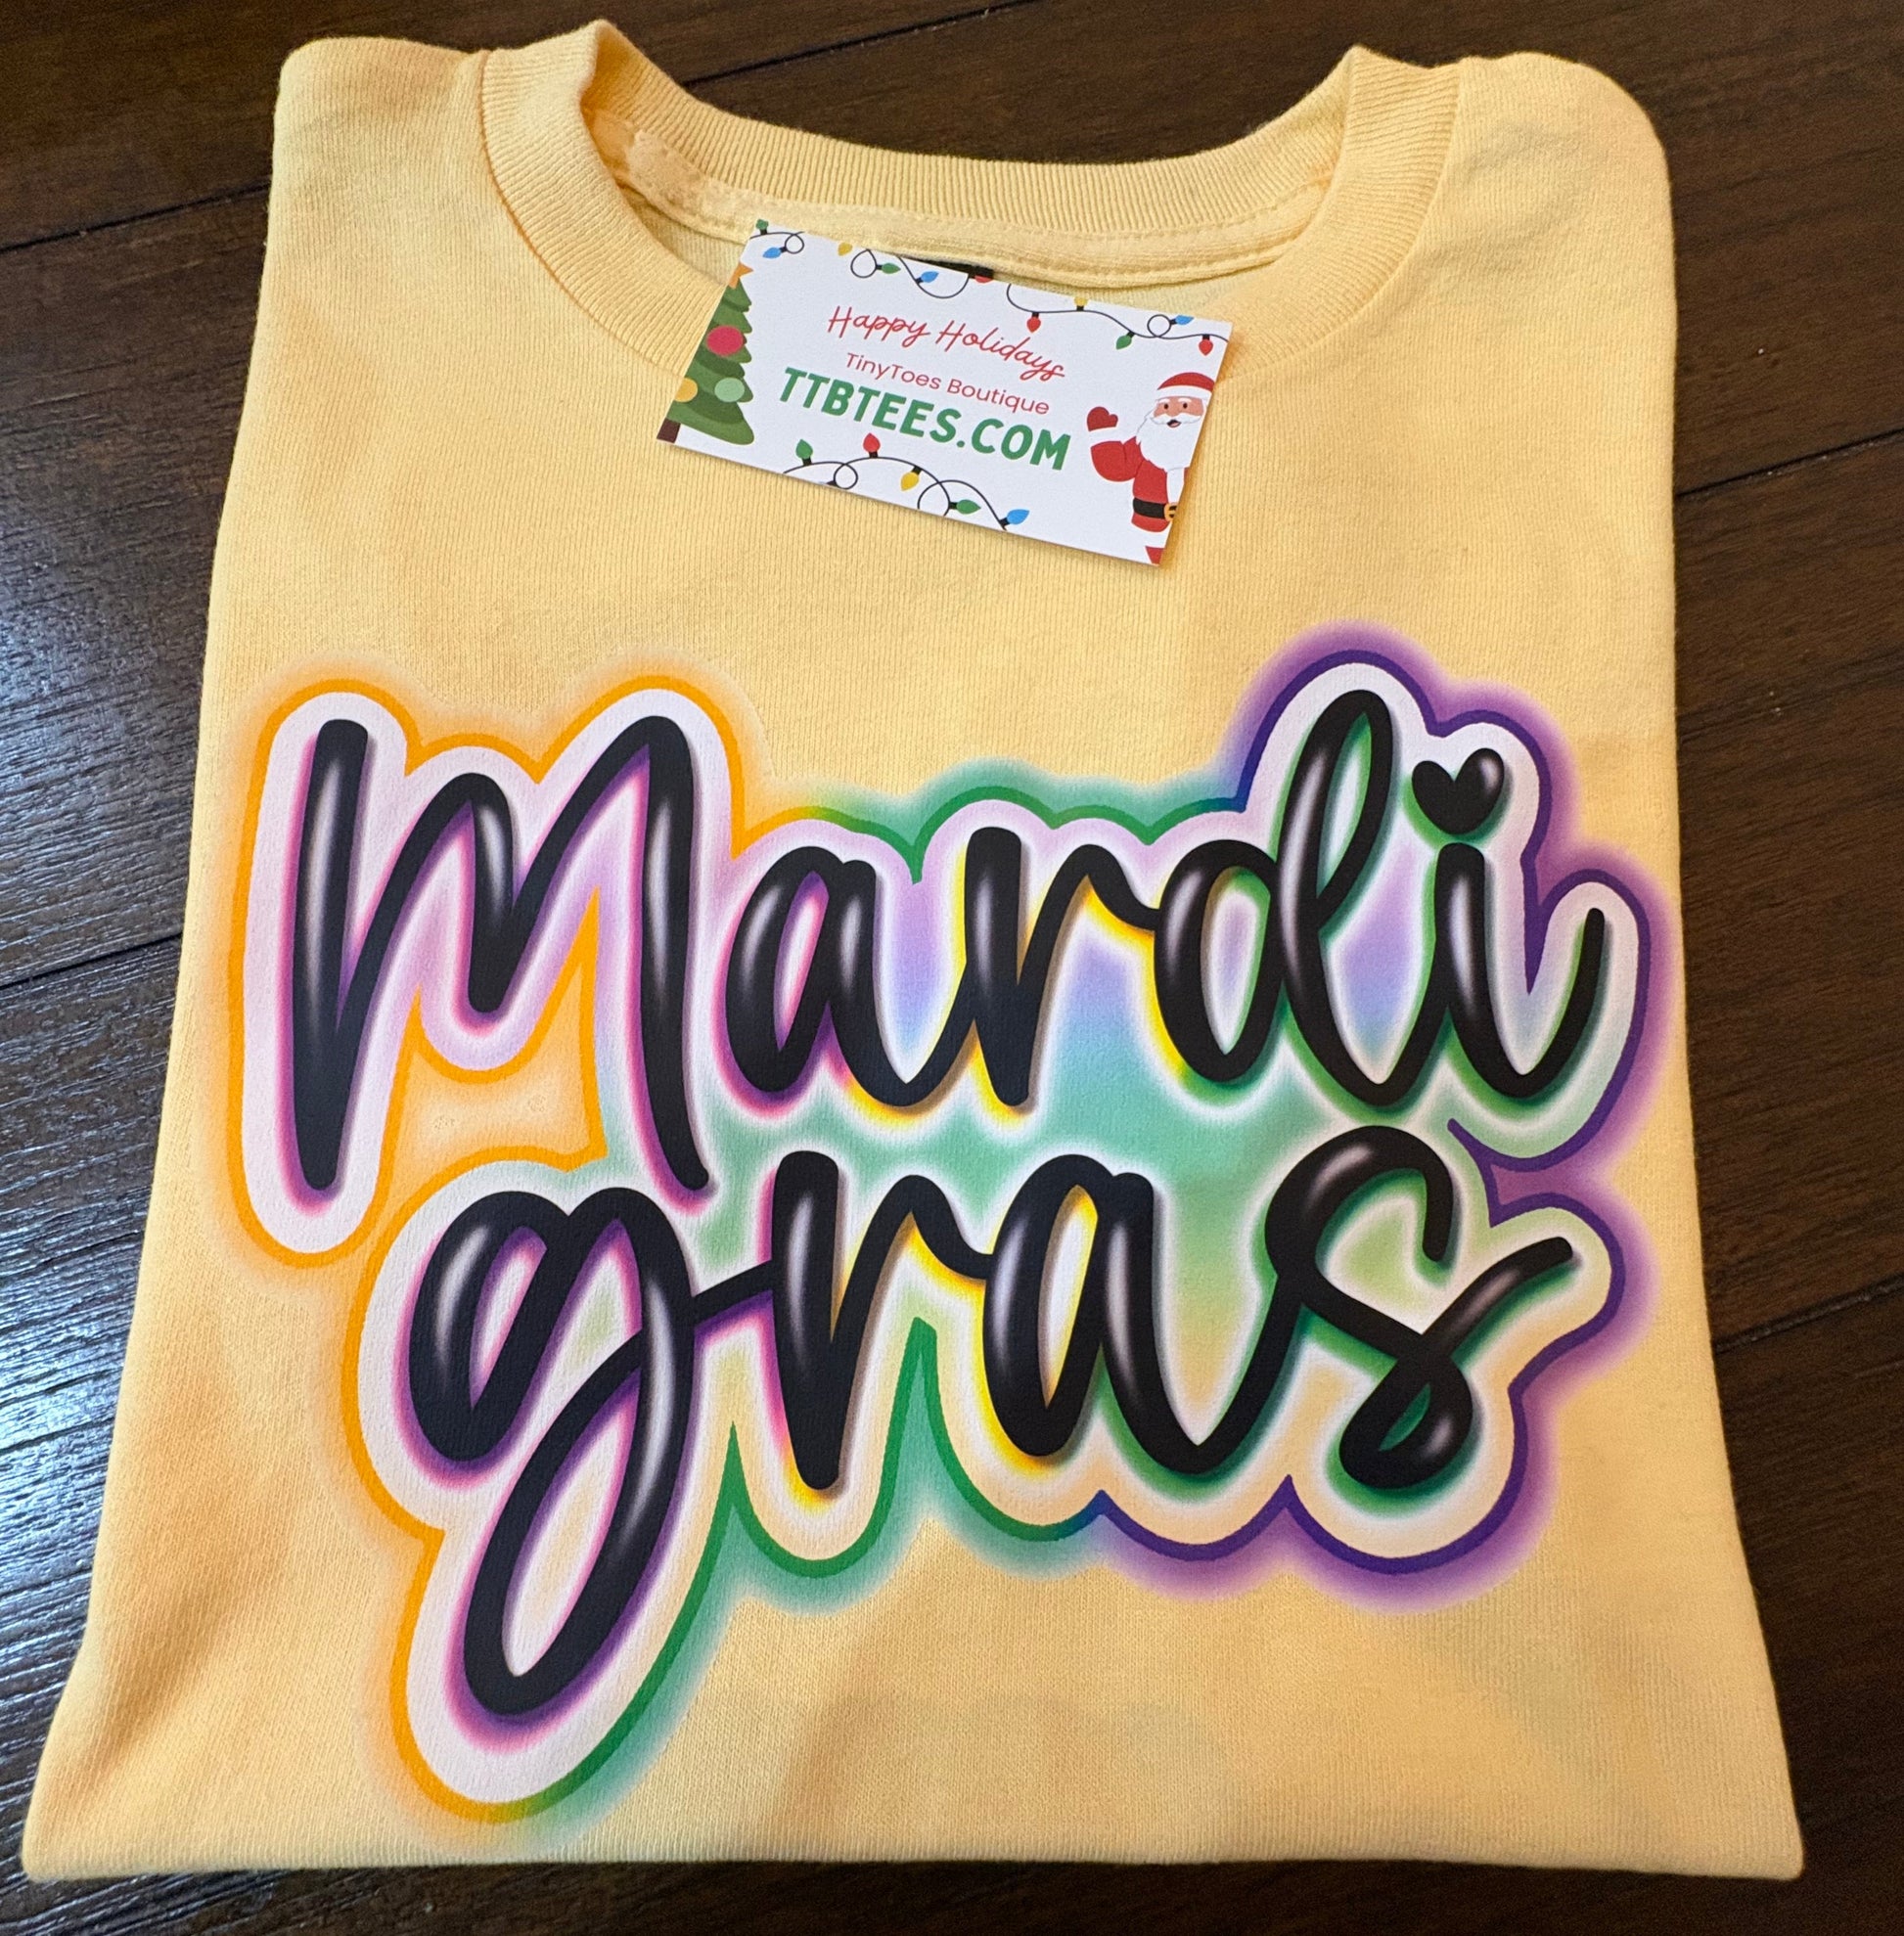 Happy Holidays
TinyToes Boutique
TTBTEES.COM
Mardi
gras